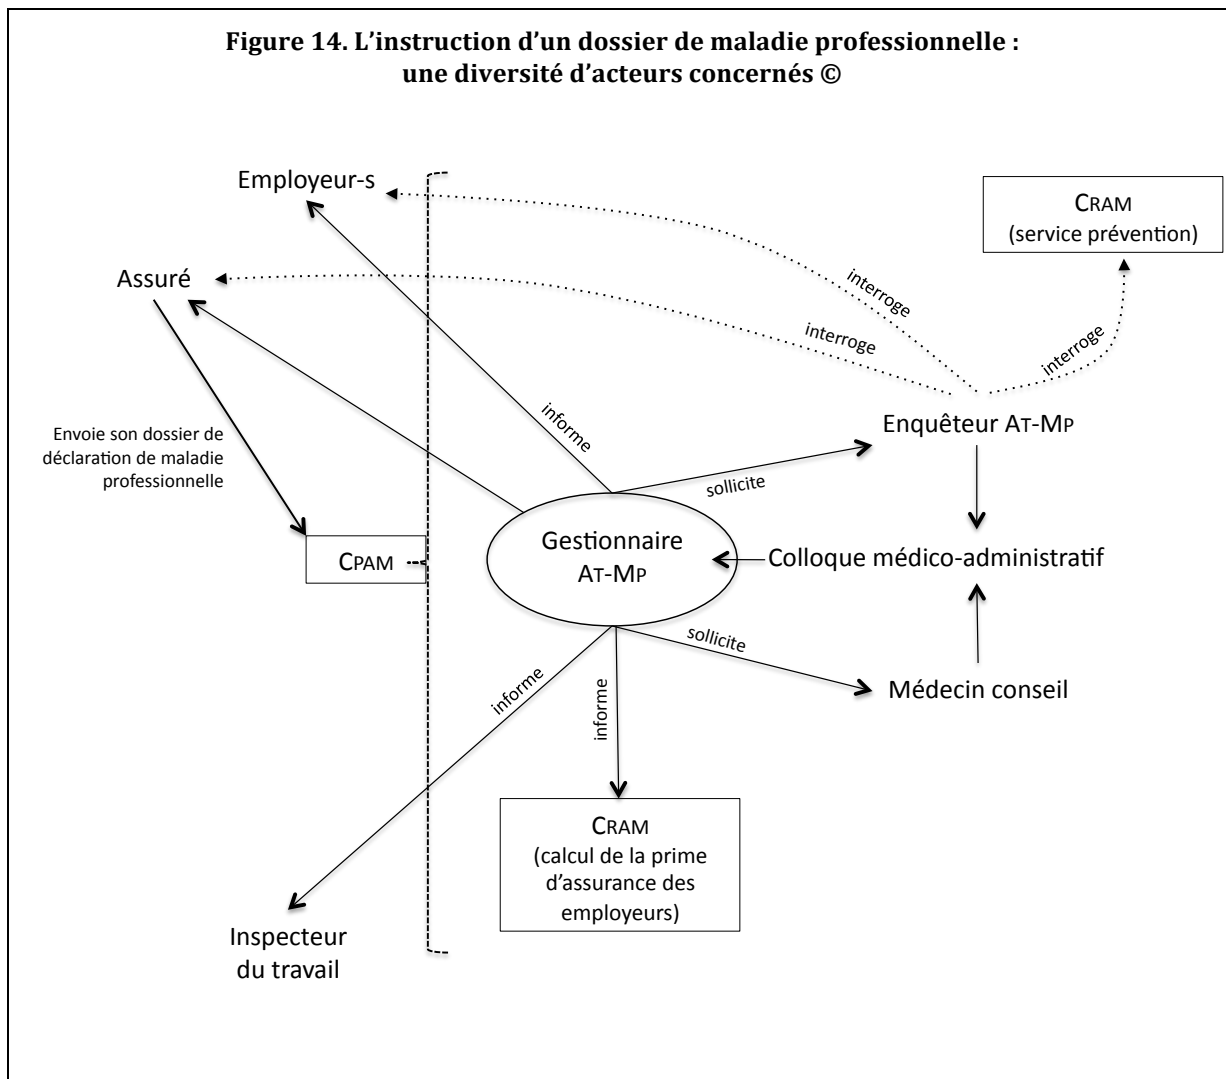 Figure 14. L’instruction d’un dossier de maladie professionnelle :
une diversité d’acteurs concernés ©
Employeur-s
CRAM
(service prévention)
Assuré
interroge
interroge
interroge
Envoie son dossier de
déclaration de maladie
professionnelle
informe
Enquêteur AT-MP
sollicite
CPAM
Gestionnaire
AT-MP
Colloque médico-administratif
sollicite
Médecin conseil
informe
informe
CRAM
(calcul de la prime
d’assurance des
employeurs)
Inspecteur
du travail